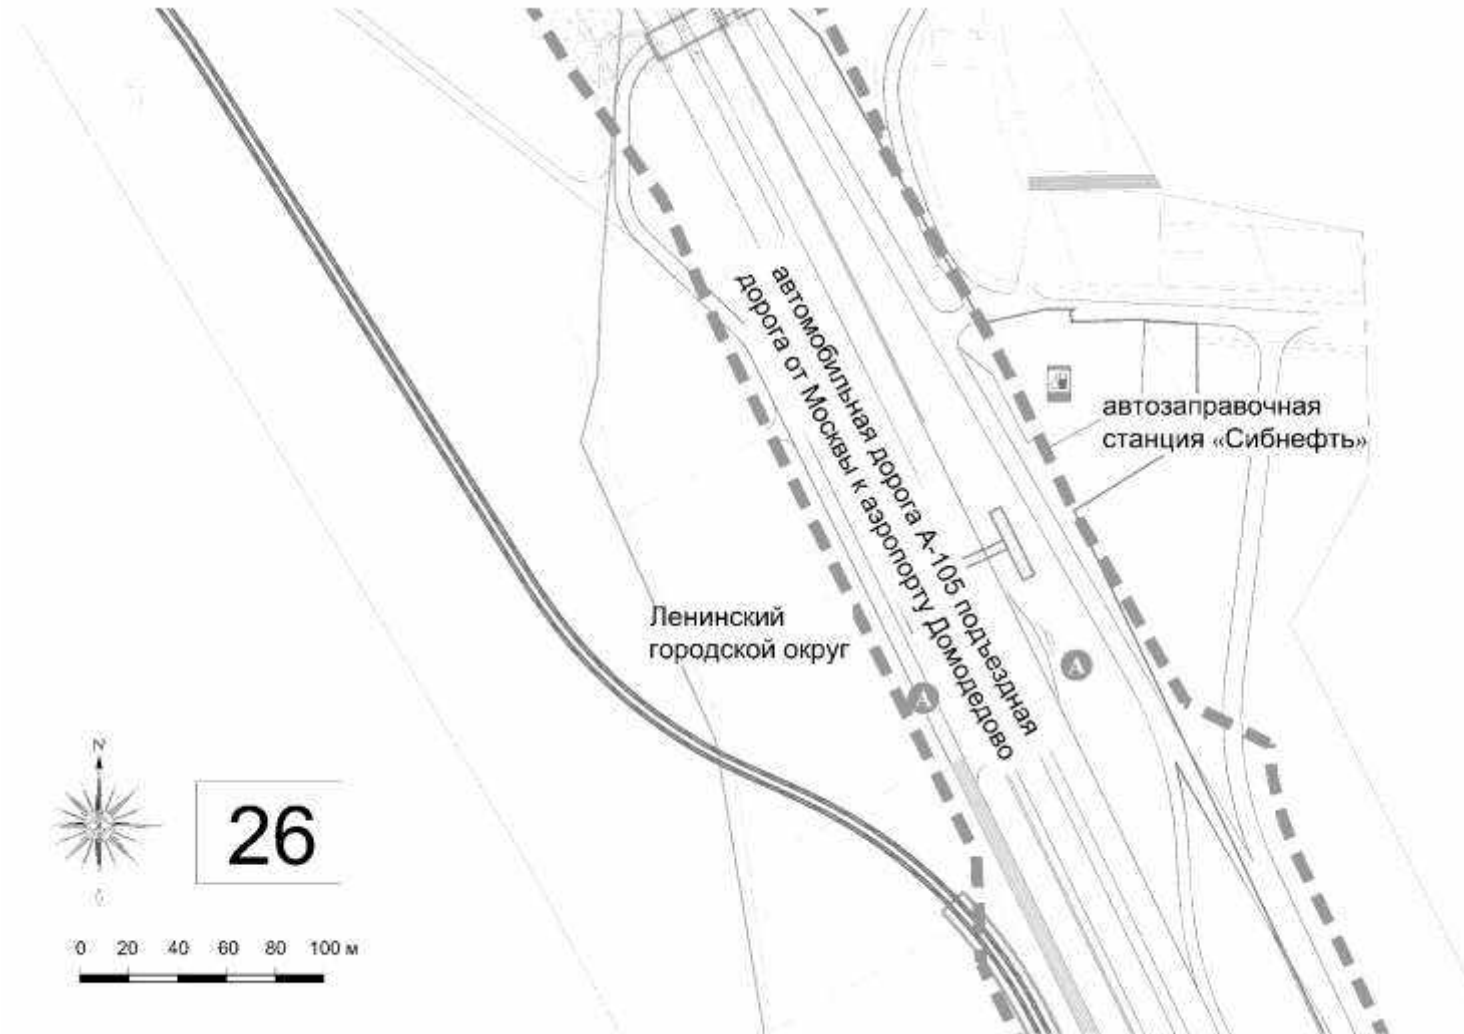 автомобильная дорога А-105 подъездная
дорога от Москвы к аэропорту Домодедово
автозаправочная
станция «Сибнефть»
Ленинский
городской округ
А
А
N
26
0 20 40 60 80 100 м